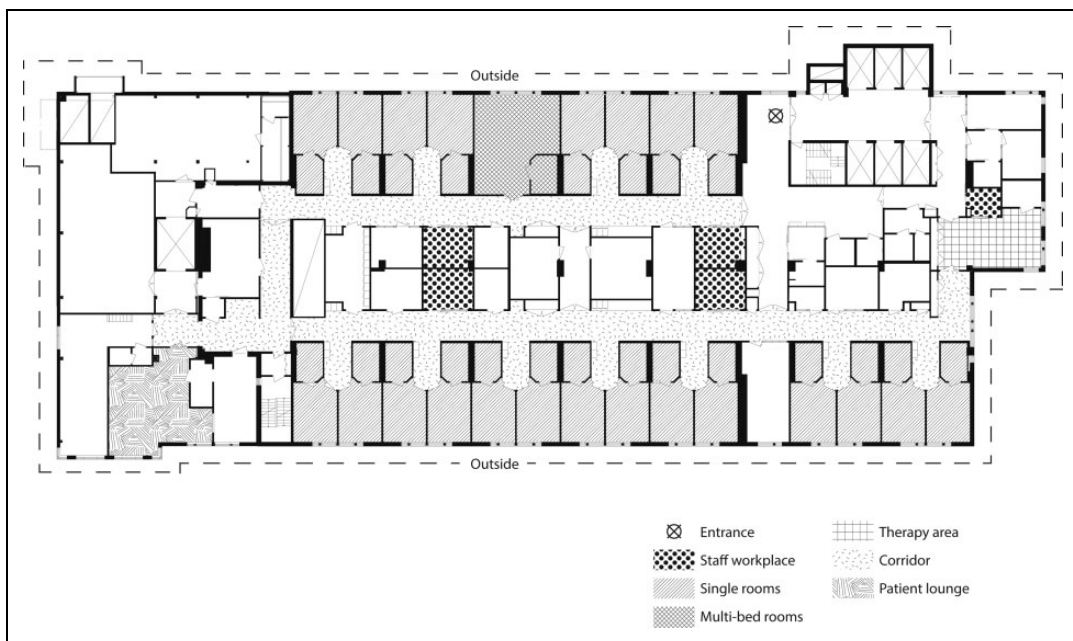 Outside
Outside
Entrance
Therapy area
Staff workplace
Corridor
Single rooms
Patient lounge
Multi-bed rooms